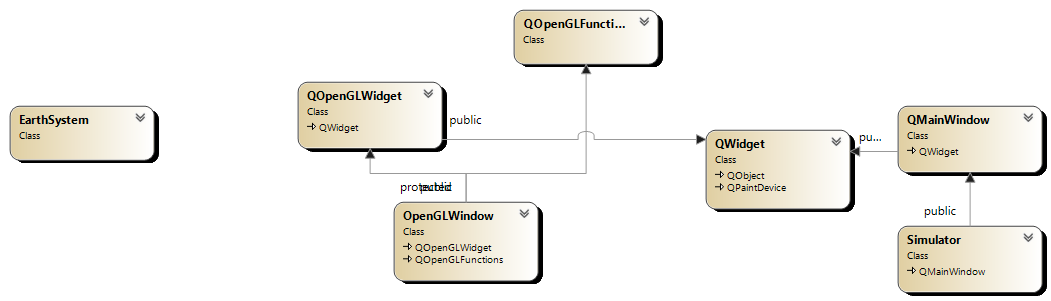 QOpenGLFuncti...
Class
QOpenGLWidget
Class
QWidget
EarthSystem
Class
public
QMainWindow
Class
QWidget
pu...
QWidget
Class
QObject
QPaintDevice
protected
public
OpenGLWindow
Class
QOpenGLWidget
QOpenGLFunctions
public
Simulator
Class
QMainWindow